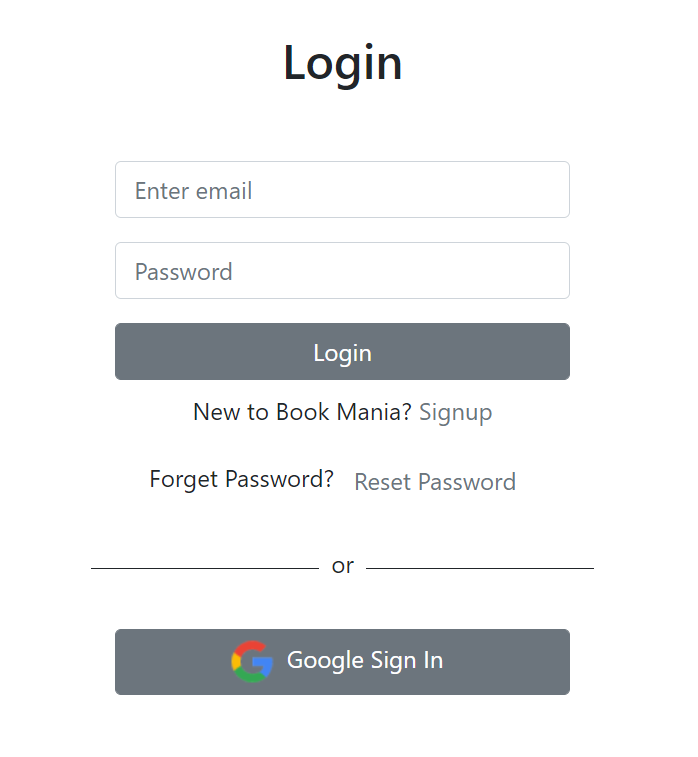 Login
Enter email
Password
Login
New to Book Mania? Signup
Forget Password? Reset Password
or
Google Sign In